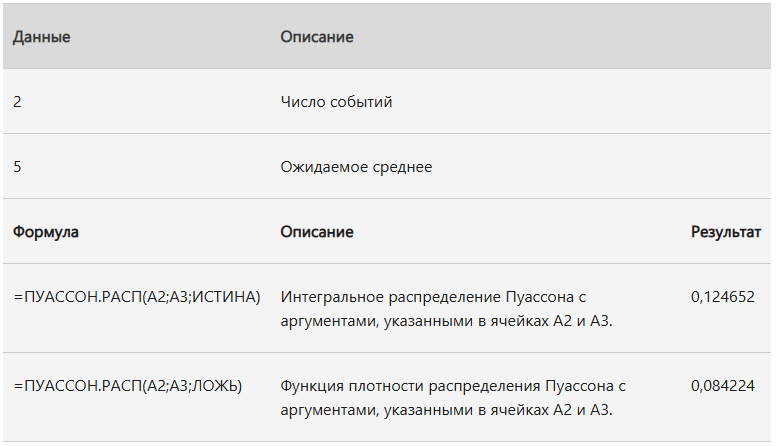 Данные Описание
2 Число событий
5 Ожидаемое среднее
Формула Описание Результат
=ПУАССОН.РАСП(A2;A3;ИСТИНА) Интегральное распределение Пуассона с 0,124652
аргументами, указанными в ячейках A2 и A3.
=ПУАССОН.РАСП(A2;A3;ЛОЖЬ) Функция плотности распределения Пуассона с 0,084224
аргументами, указанными в ячейках A2 и A3.